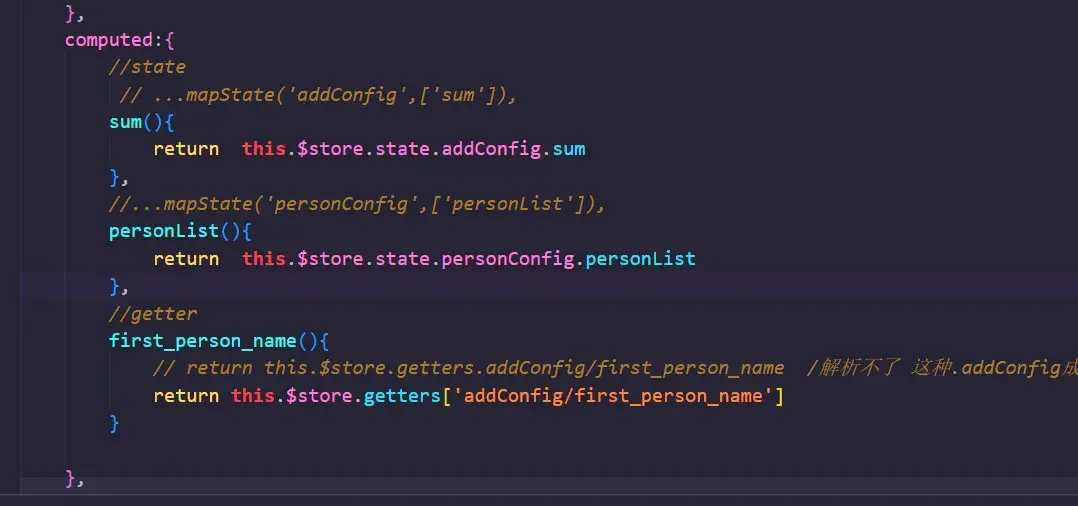 },
computed:{
//state
// ...mapState('addConfig',['sum']),
sum(){
return  this.$store.state.addConfig.sum
},
//...mapState('personConfig',['personList']),
personList(){
return  this.$store.state.personConfig.personList
},
//getter
first_person_name(){
// return this.$store.getters.addConfig/first_person_name  /解析不了 这种.addConfig成
return this.$store.getters['addConfig/first_person_name']
}
},